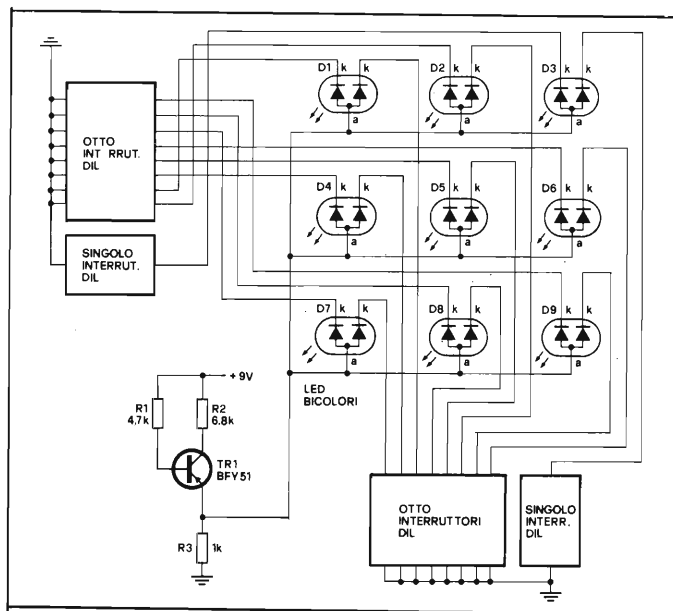 D1 k k
D2 k k
D3 k k
a
a
a
OTTO
INT RRUT.
DIL
SINGOLO
INTERRUT.
DIL
D4 k k
D5 k k
D6 k k
a
a
a
D7 k k
D8 k k
D9 k k
a
a
a
LED
BICOLORI
+9V
R1
4,7k
R2
6.8k
TR1
BFY51
R3
1k
OTTO
INTERRUTTORI
DIL
SINGOLO
INTERR.
DIL